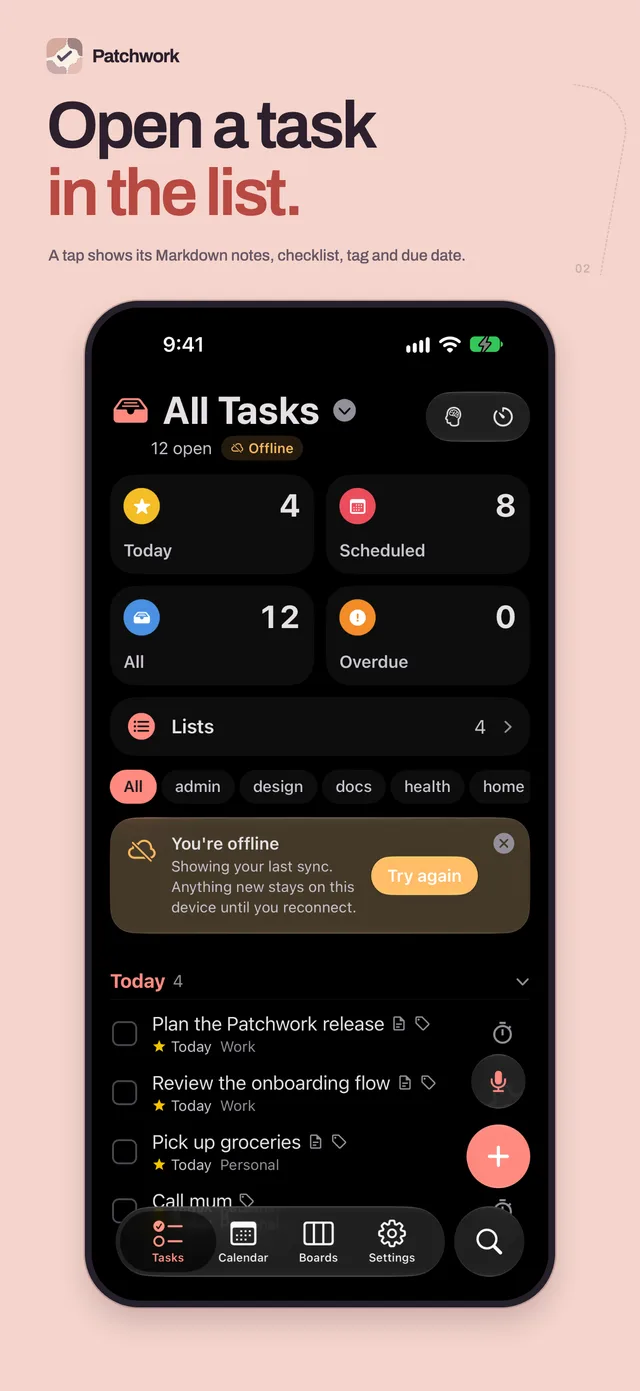 Patchwork
Open a task
in the list.
A tap shows its Markdown notes, checklist, tag and due date.
02
9:41
All Tasks
12 open Offline
4
Today
8
Scheduled
12
All
0
Overdue
Lists 4
All admin design docs health home
You're offline
Showing your last sync.
Anything new stays on this
device until you reconnect.
Try again
Today 4
Plan the Patchwork release
Today Work
Review the onboarding flow
Today Work
Pick up groceries
Today Personal
Call mum
Tasks Calendar Boards Settings